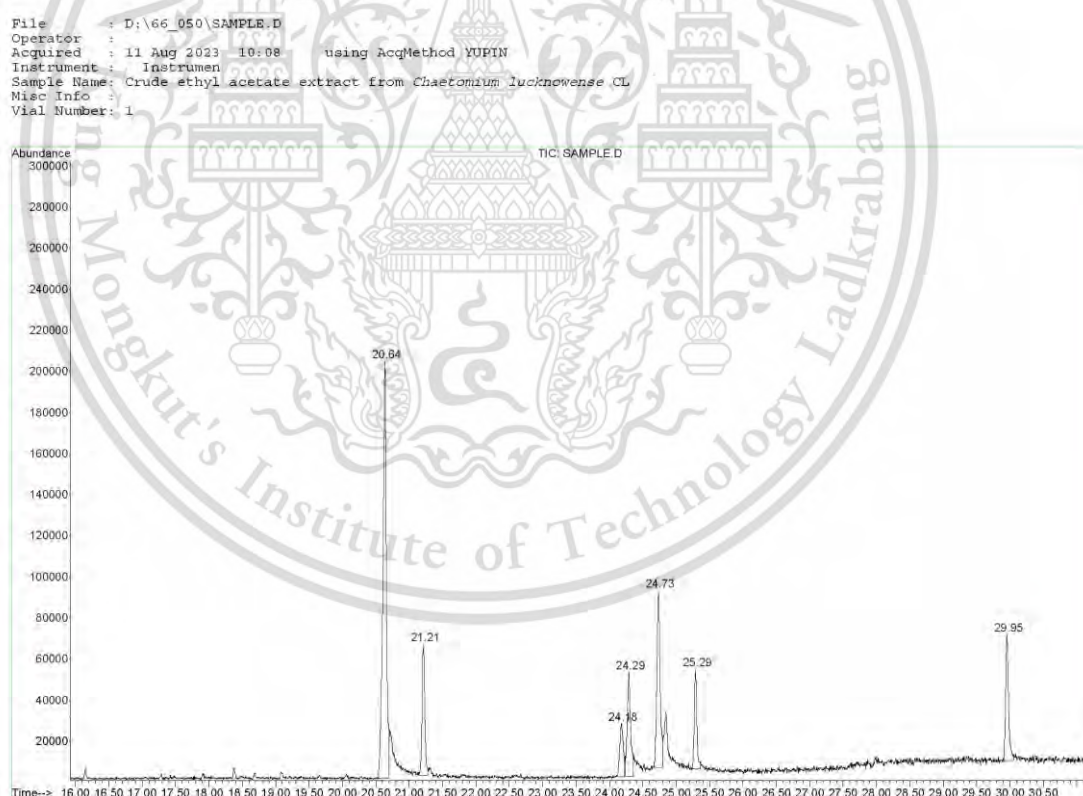 File : D:\66_050\SAMPLE.D
Operator :
Acquired : 11 Aug 2023 10:08 using AcqMethod YUPIN
Instrument : Instrumen
Sample Name: Crude ethyl acetate extract from Chaetomium lucknowense CL
Misc Info :
Vial Number: 1
Abundance
TIC: SAMPLE.D
300000
280000
260000
240000
220000
200000
180000
160000
140000
120000
100000
80000
60000
40000
20000
20.64
21.21
24.18
24.29
24.73
25.29
29.95
Time--> 16.00 16.50 17.00 17.50 18.00 18.50 19.00 19.50 20.00 20.50 21.00 21.50 22.00 22.50 23.00 23.50 24.00 24.50 25.00 25.50 26.00 26.50 27.00 27.50 28.00 28.50 29.00 29.50 30.00 30.50
Mongkut's Institute of Technology Ladkrabang